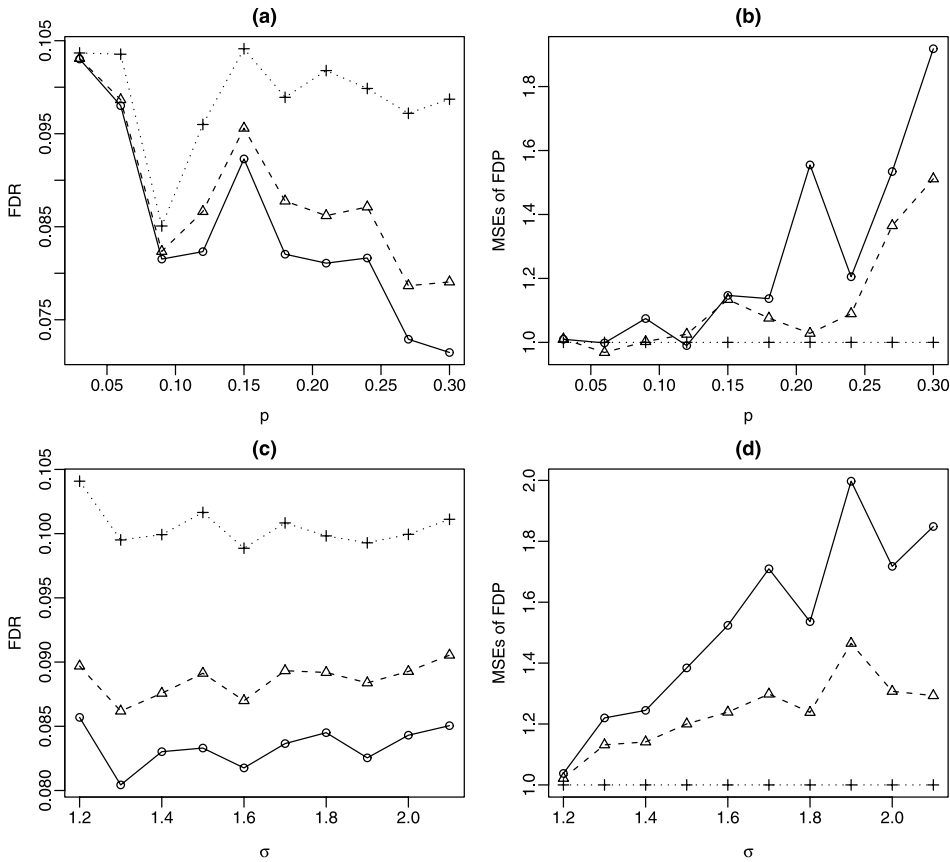 (a)
FDR
0.075
0.085
0.095
0.105
0.05 0.10 0.15 0.20 0.25 0.30
p
(b)
MSEs of FDP
1.0 1.2 1.4 1.6 1.8
0.05 0.10 0.15 0.20 0.25 0.30
p
(c)
FDR
0.080 0.085 0.090 0.095 0.100 0.105
1.2 1.4 1.6 1.8 2.0
σ
(d)
MSEs of FDP
1.0 1.2 1.4 1.6 1.8 2.0
1.2 1.4 1.6 1.8 2.0
σ